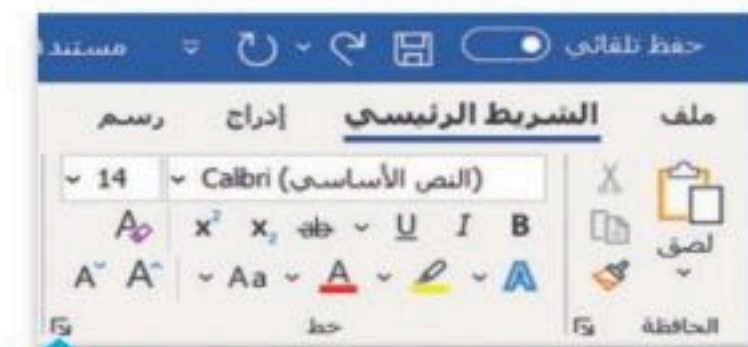 حفظ تلقائي مستند
ملف الشريط الرئيسي إدراج رسم
لصق Calibri (النص الأساسي) 14
B I U ab x₂ x² A
A A Aa A A
الحافظة خط